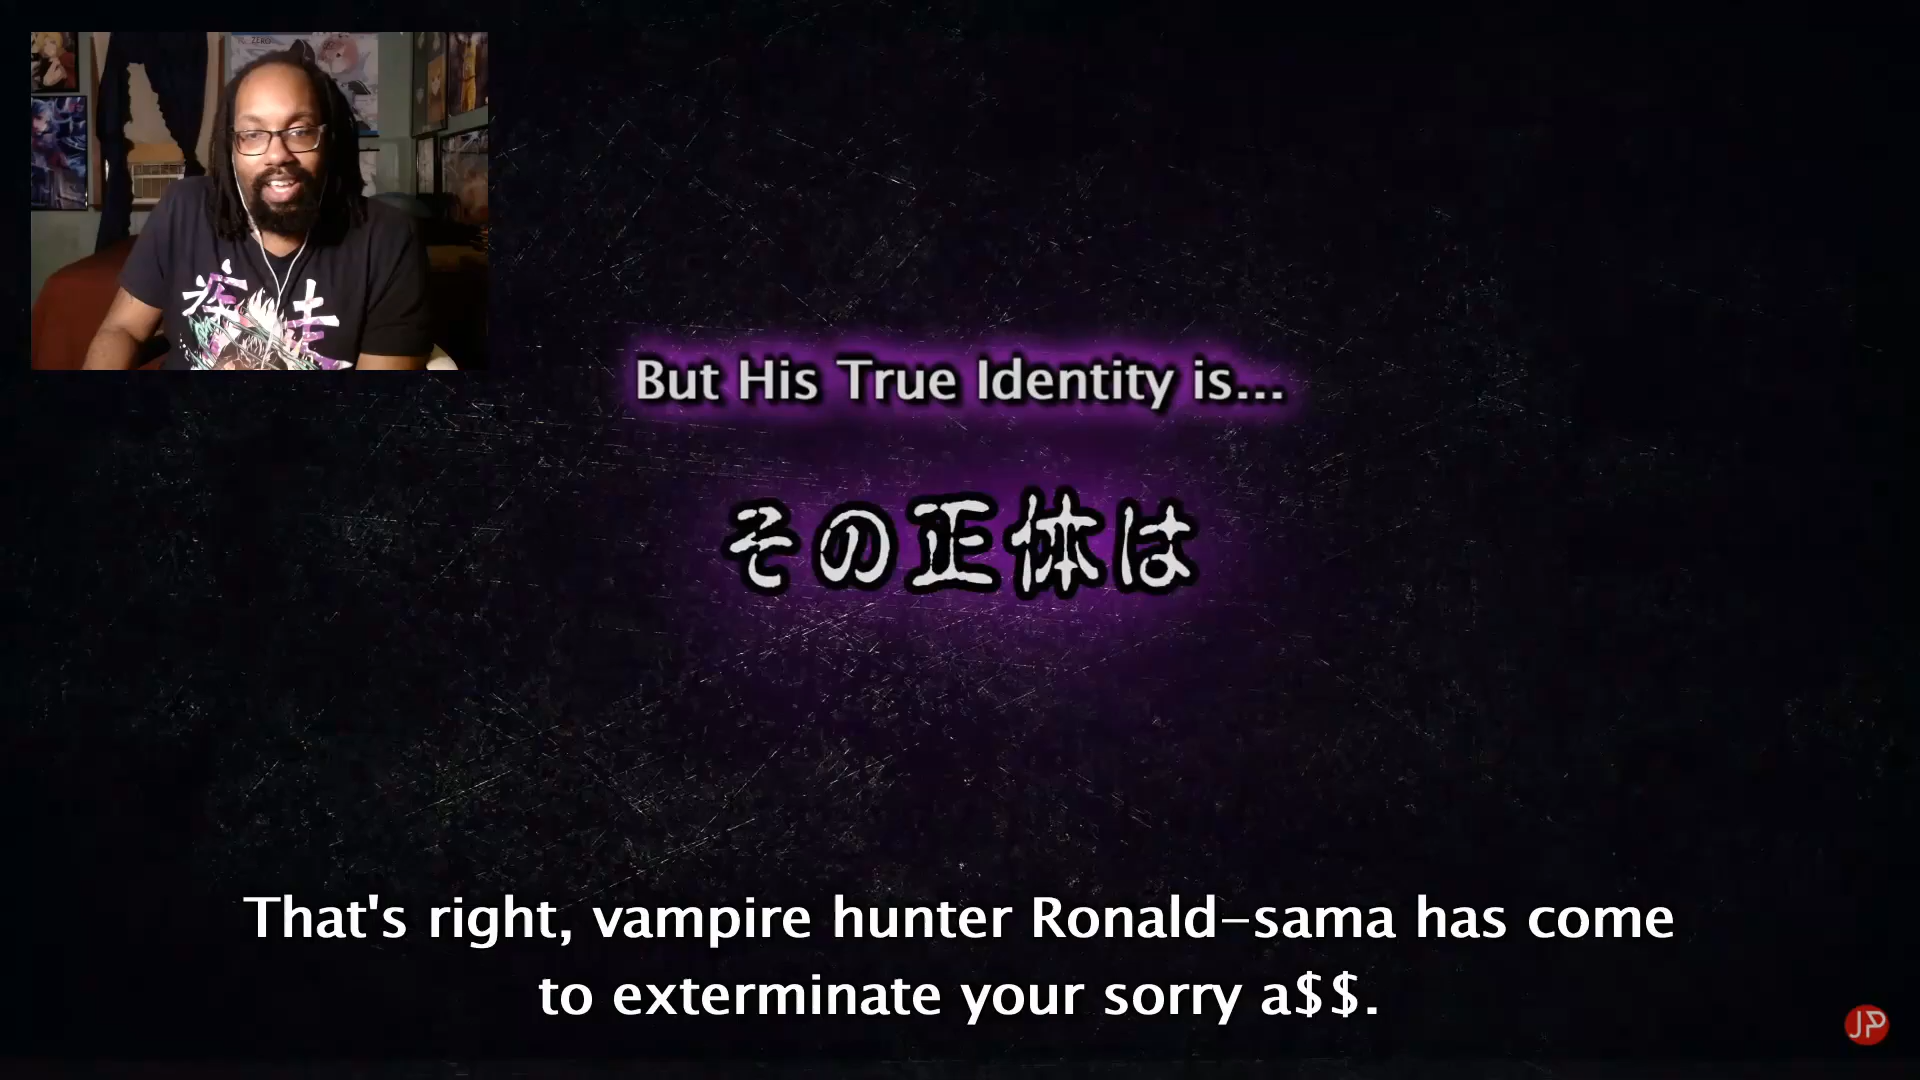 ZERO
But His True Identity is...
その正体は
That's right, vampire hunter Ronald-sama has come
to exterminate your sorry a$$.
JP